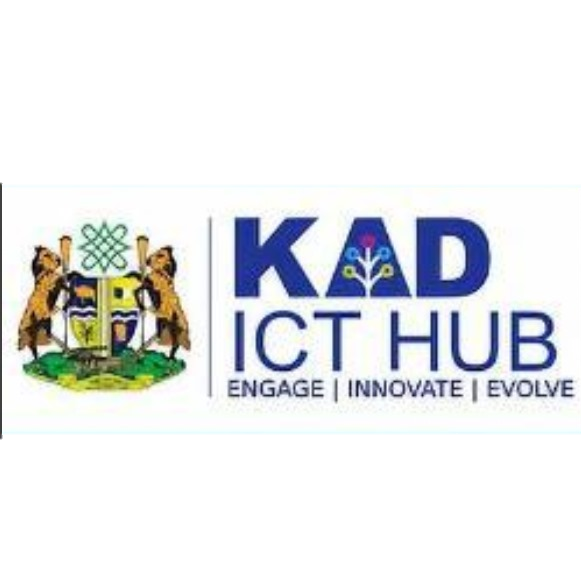 KAD
ICT HUB
ENGAGE | INNOVATE | EVOLVE